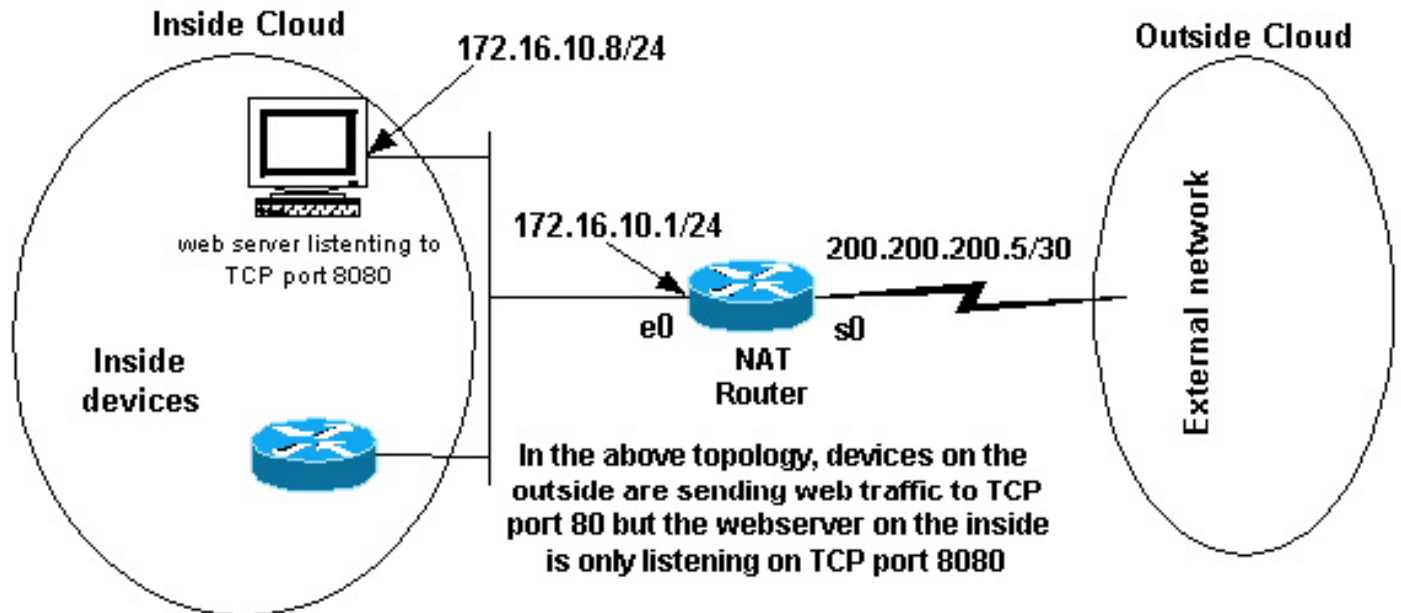 Inside Cloud
172.16.10.8/24
Outside Cloud
web server listenting to
TCP port 8080
172.16.10.1/24
200.200.200.5/30
External network
e0
s0
NAT
Router
Inside
devices
In the above topology, devices on the
outside are sending web traffic to TCP
port 80 but the webserver on the inside
is only listening on TCP port 8080